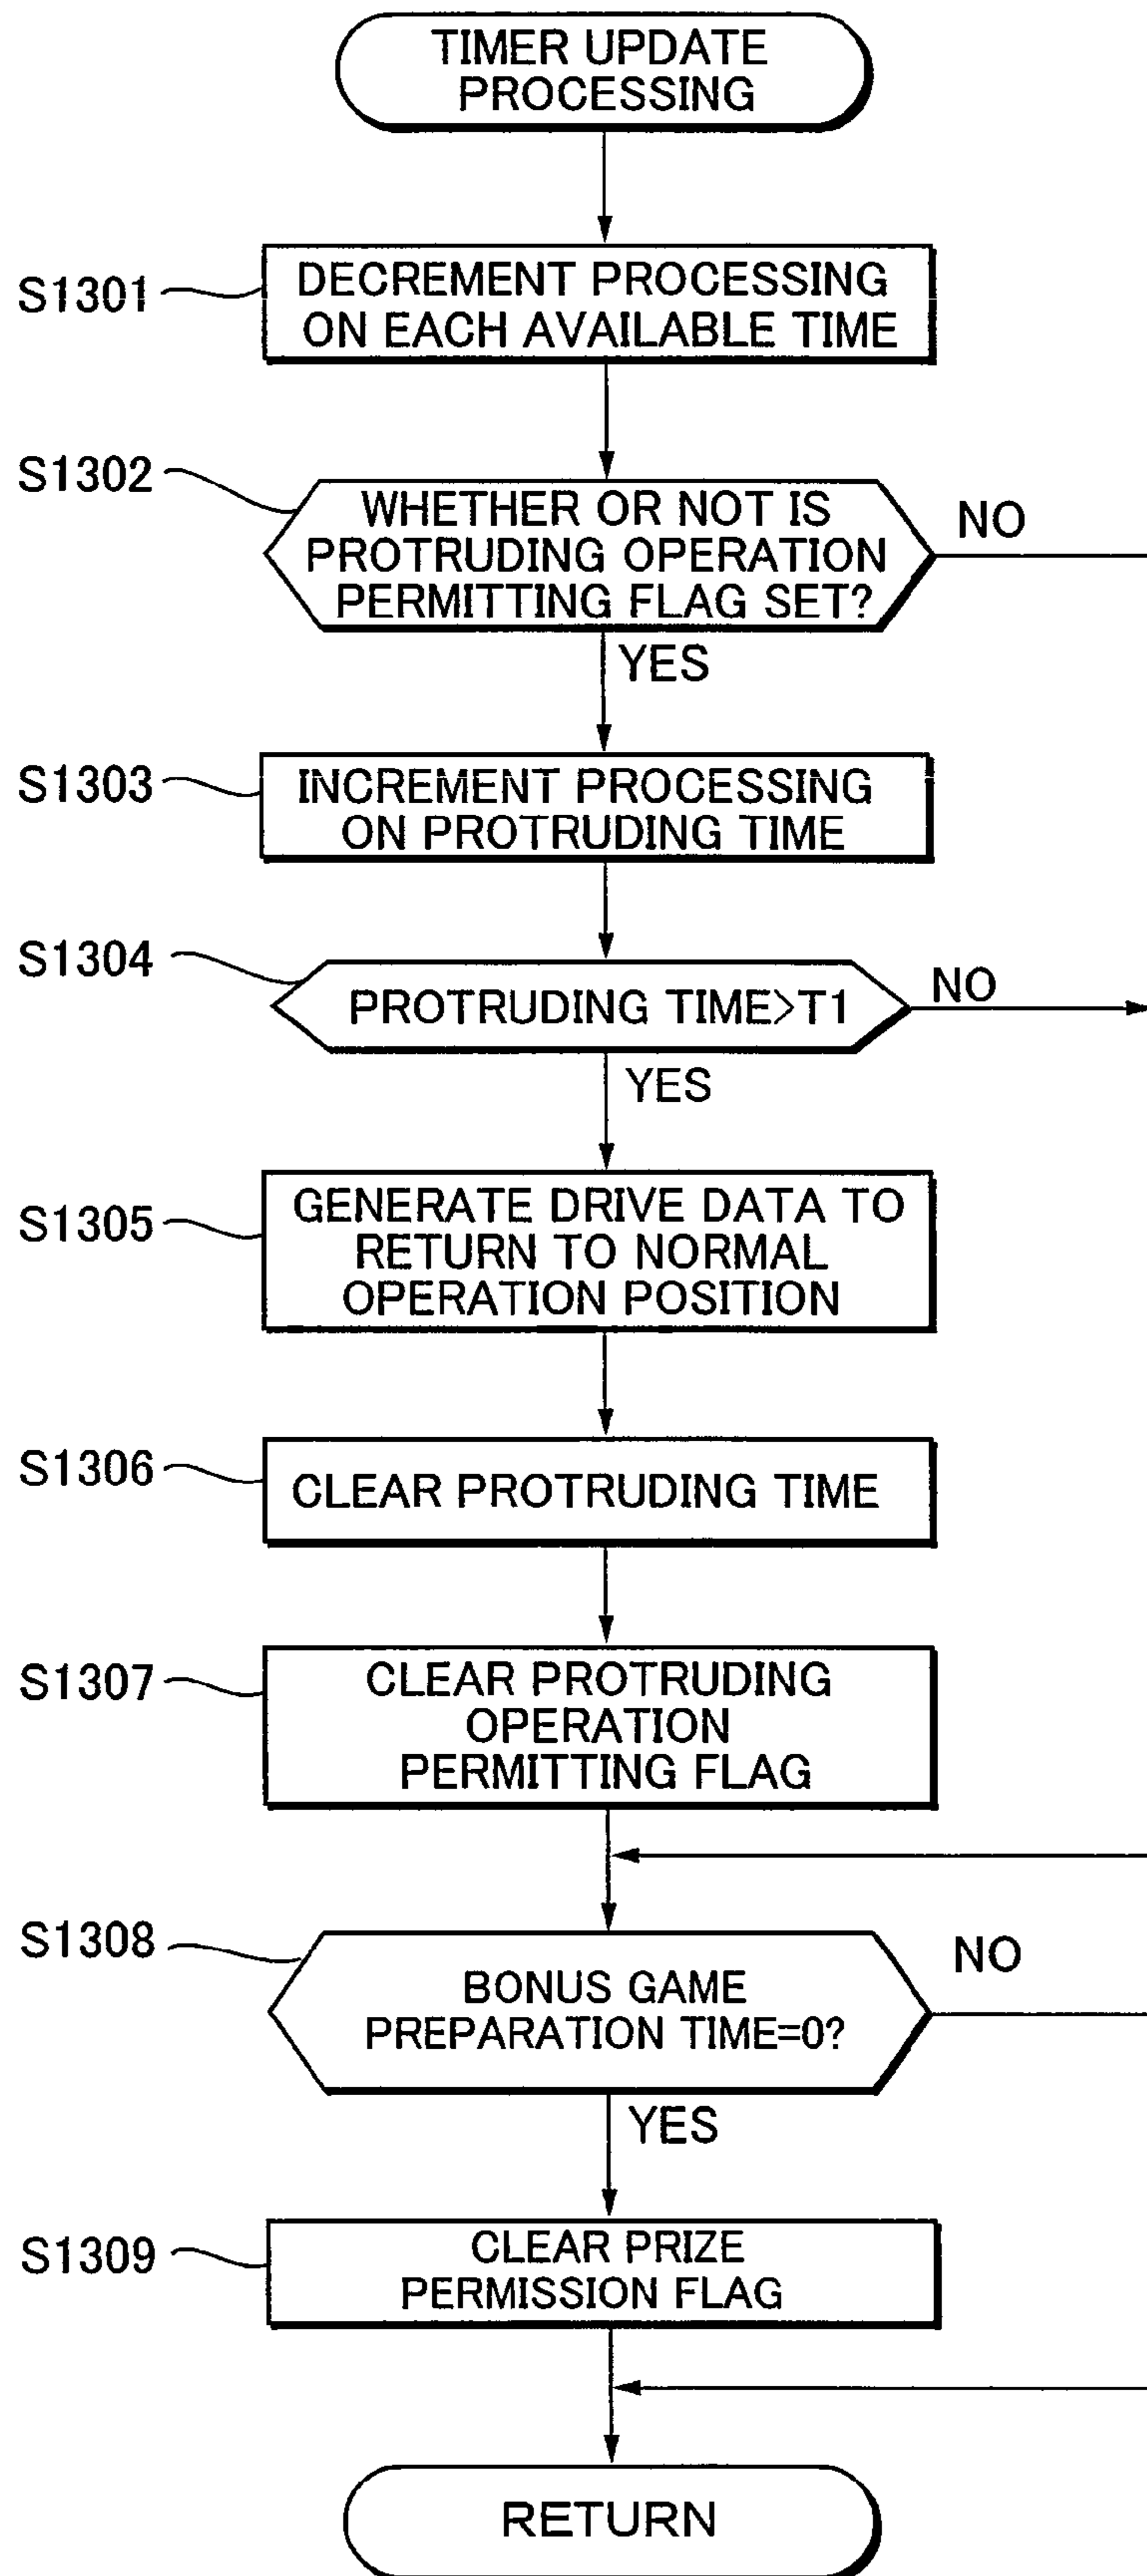 TIMER UPDATE
PROCESSING
S1301
DECREMENT PROCESSING
ON EACH AVAILABLE TIME
S1302
WHETHER OR NOT IS
PROTRUDING OPERATION
PERMITTING FLAG SET?
NO
YES
S1303
INCREMENT PROCESSING
ON PROTRUDING TIME
S1304
PROTRUDING TIME>T1
NO
YES
S1305
GENERATE DRIVE DATA TO
RETURN TO NORMAL
OPERATION POSITION
S1306
CLEAR PROTRUDING TIME
S1307
CLEAR PROTRUDING
OPERATION
PERMITTING FLAG
S1308
BONUS GAME
PREPARATION TIME=0?
NO
YES
S1309
CLEAR PRIZE
PERMISSION FLAG
RETURN